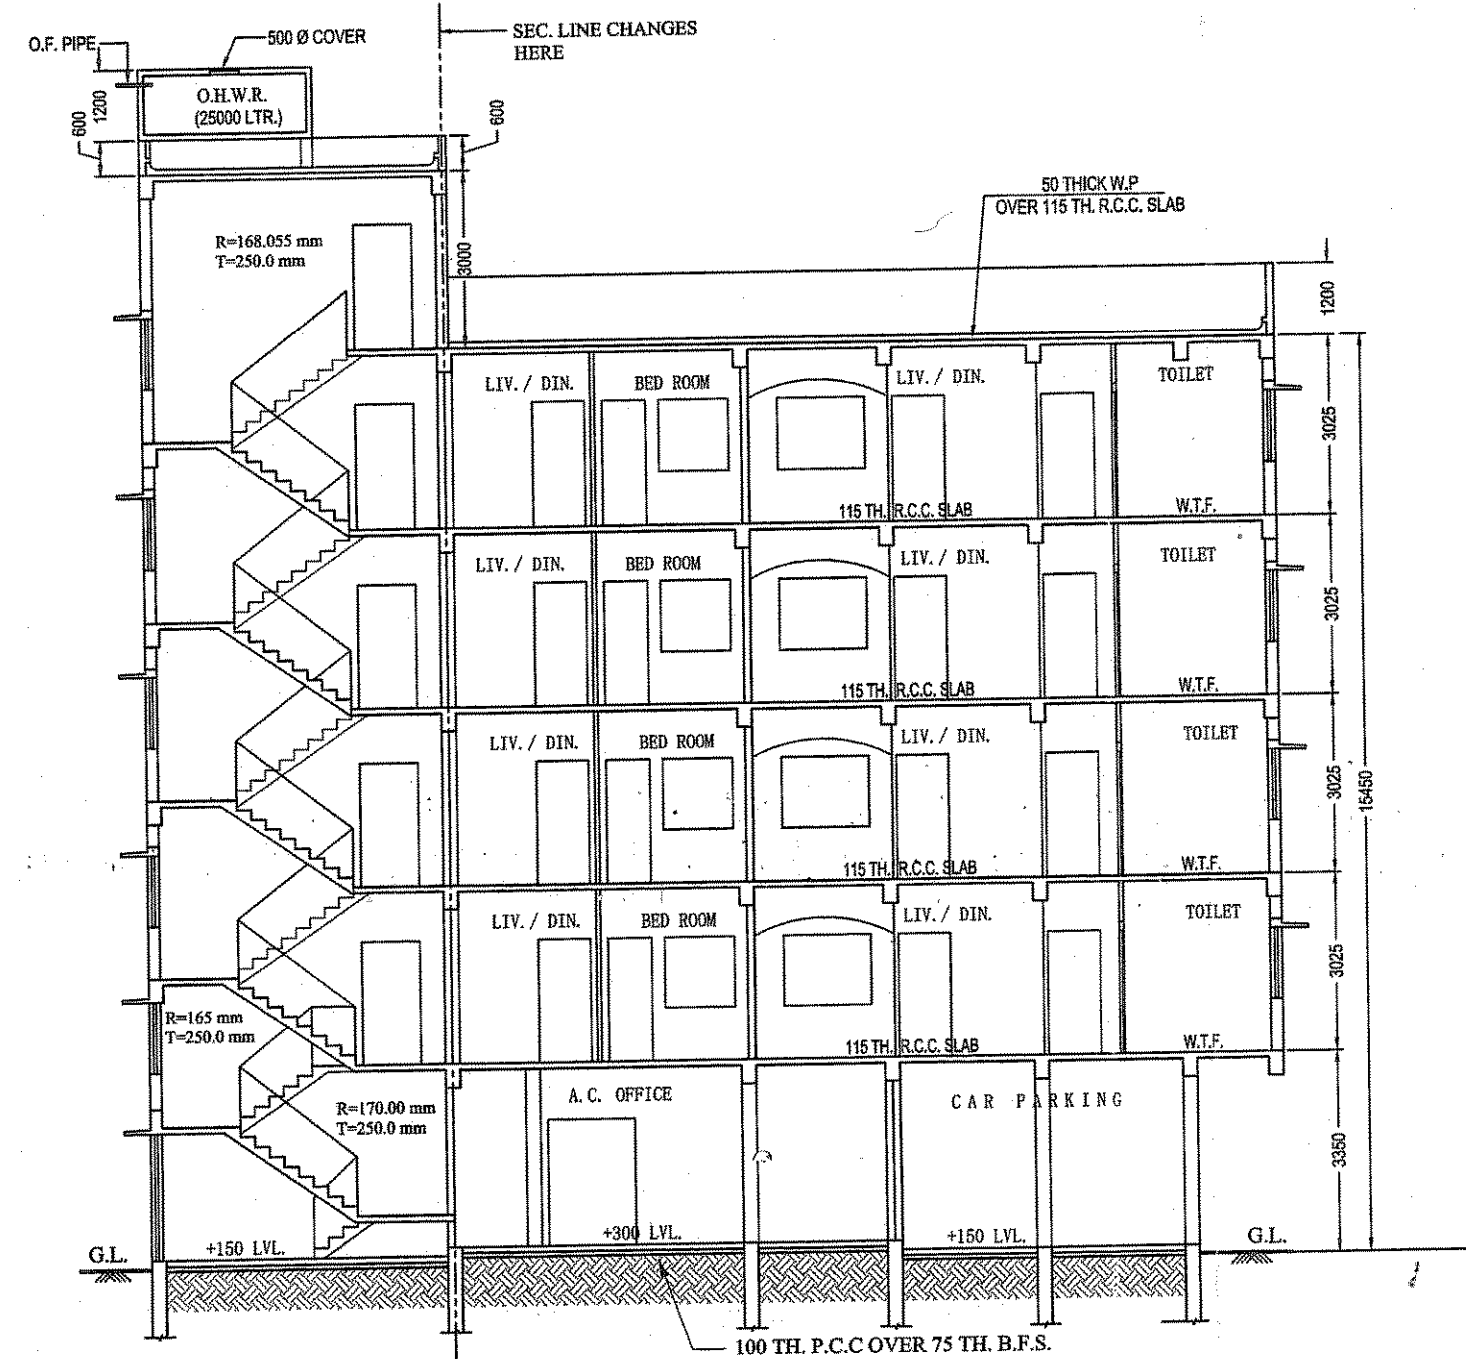 O.F. PIPE
500 Ø COVER
SEC. LINE CHANGES
HERE
O.H.W.R.
(25000 LTR.)
600
1200
600
3000
50 THICK W.P
OVER 115 TH. R.C.C. SLAB
R=168.055 mm
T=250.0 mm
1200
LIV. / DIN.
BED ROOM
LIV. / DIN.
TOILET
3025
115 TH. R.C.C. SLAB
W.T.F.
LIV. / DIN.
BED ROOM
LIV. / DIN.
TOILET
3025
115 TH. R.C.C. SLAB
W.T.F.
LIV. / DIN.
BED ROOM
LIV. / DIN.
TOILET
3025
15450
115 TH. R.C.C. SLAB
W.T.F.
LIV. / DIN.
BED ROOM
LIV. / DIN.
TOILET
3025
R=165 mm
T=250.0 mm
115 TH. R.C.C. SLAB
W.T.F.
R=170.00 mm
T=250.0 mm
A.C. OFFICE
CAR PARKING
3350
G.L.
+150 LVL.
+300 LVL.
+150 LVL.
G.L.
100 TH. P.C.C OVER 75 TH. B.F.S.